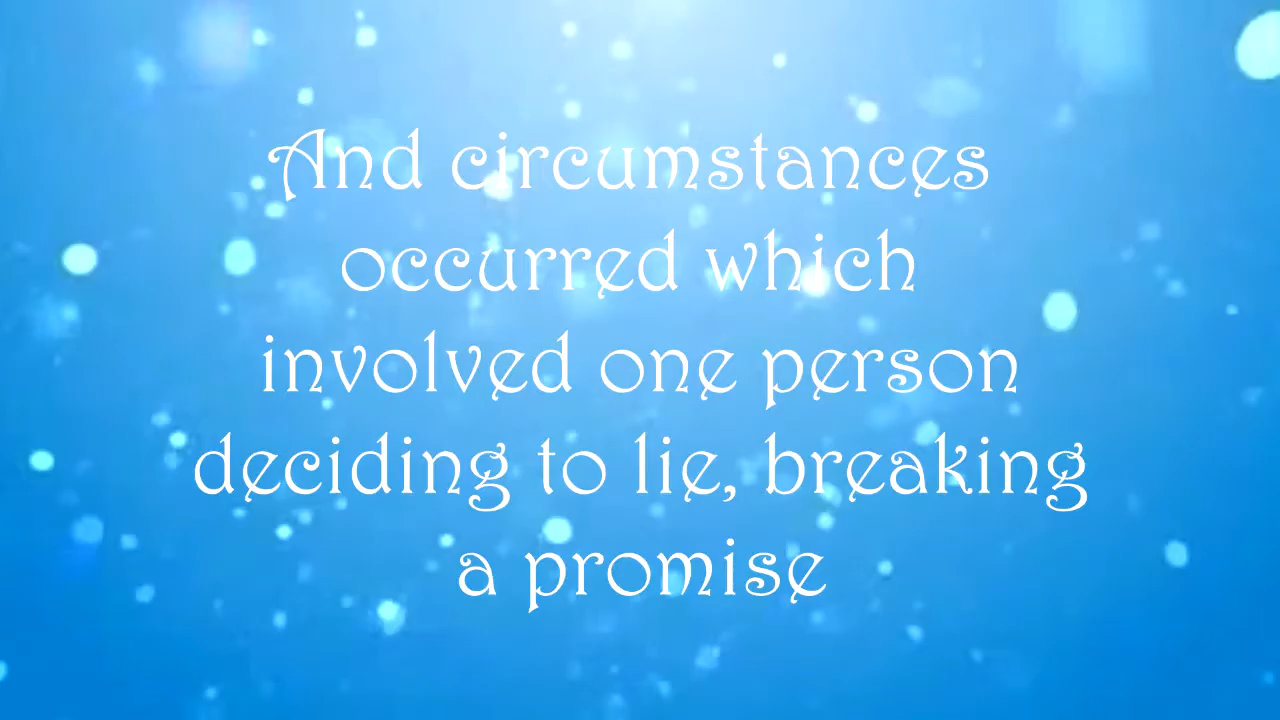 And circumstances
occurred which
involved one person
deciding to lie, breaking
a promise